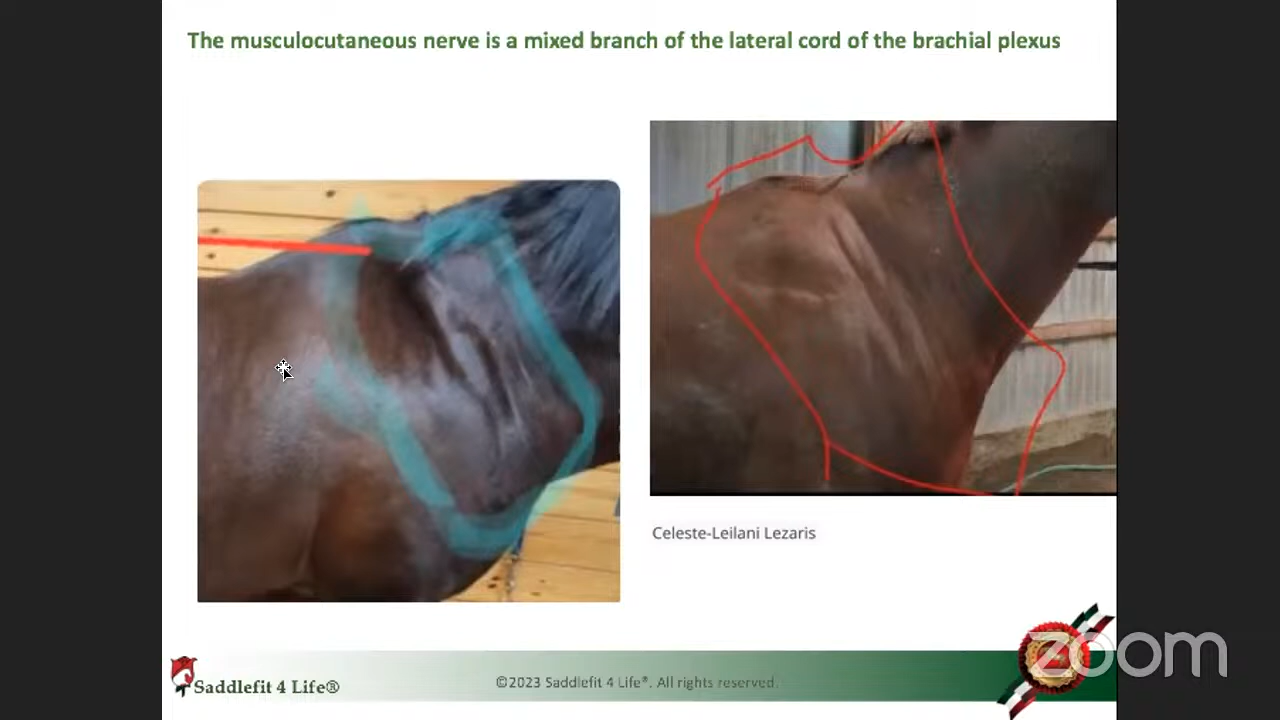 The musculocutaneous nerve is a mixed branch of the lateral cord of the brachial plexus
Celeste-Leilani Lezaris
Saddlefit 4 Life®
©2023 Saddlefit 4 Life®. All rights reserved.
zoom